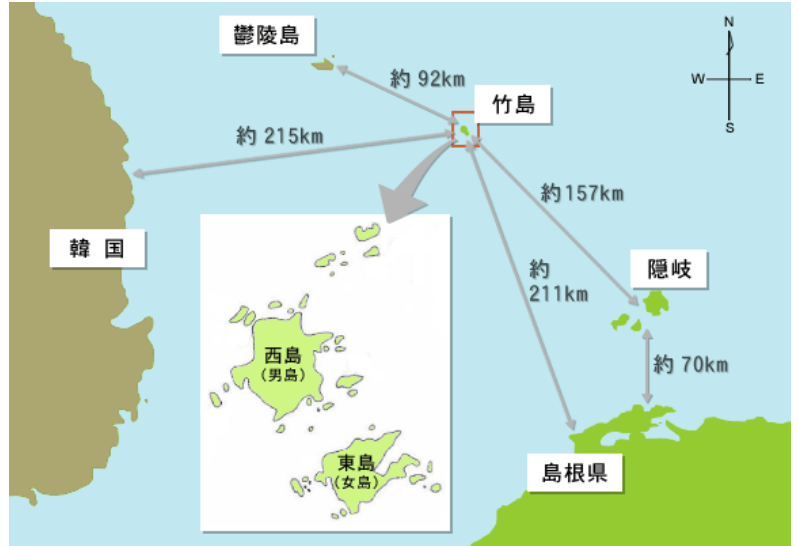 鬱陵島
N
W
E
S
約 92km
竹島
約 215km
約157km
韓 国
隠岐
約
211km
西島
(男島)
約 70km
東島
(女島)
島根県